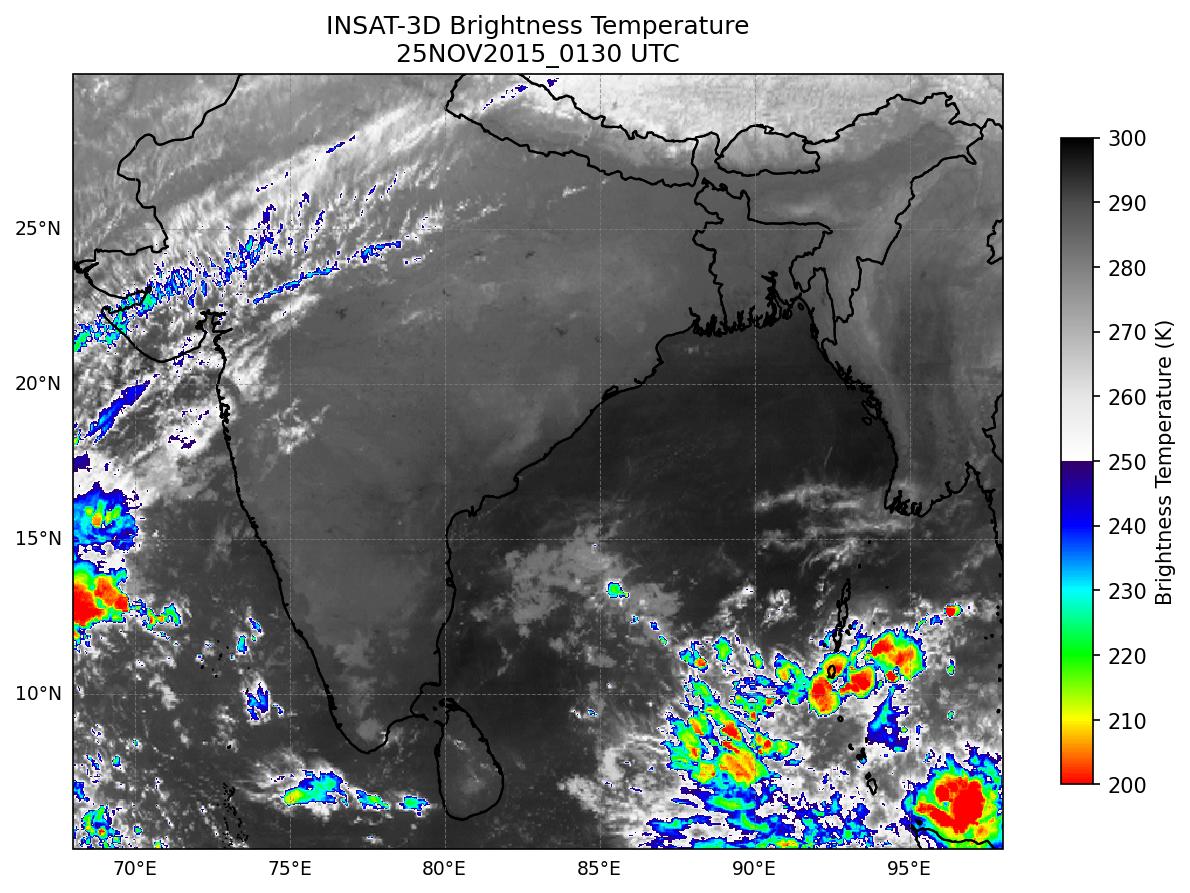 INSAT-3D Brightness Temperature
25NOV2015_0130 UTC
25°N
20°N
15°N
10°N
70°E
75°E
80°E
85°E
90°E
95°E
300
290
280
270
260
250
240
230
220
210
200
Brightness Temperature (K)